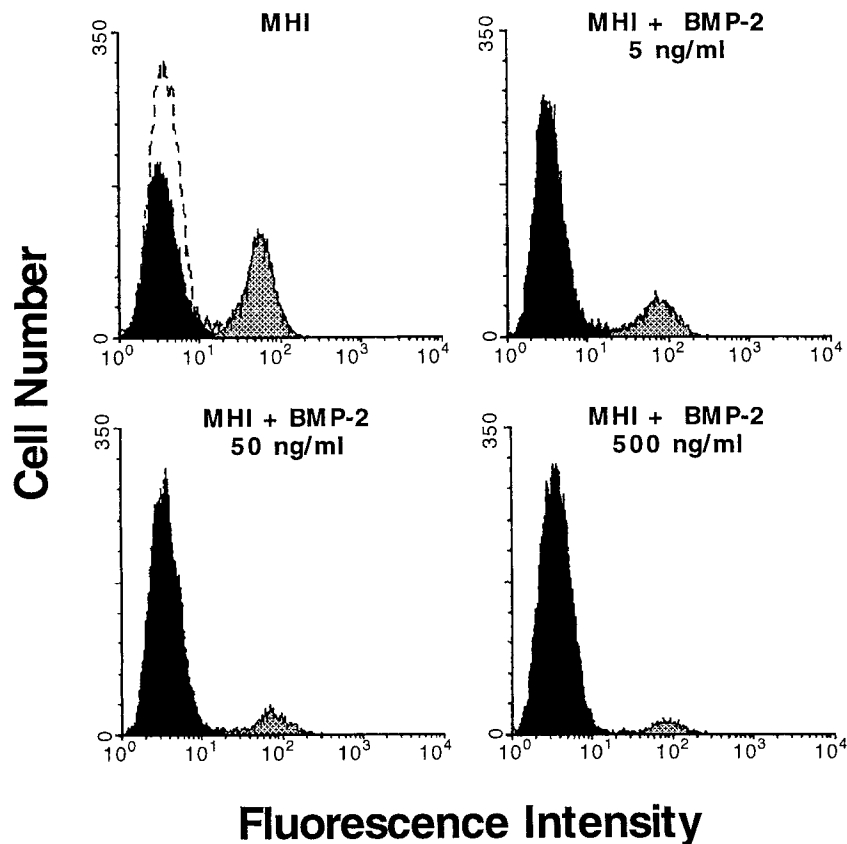 MHI
350
0
10^0 10^1 10^2 10^3 10^4
MHI + BMP-2
5 ng/ml
350
0
10^0 10^1 10^2 10^3 10^4
Cell Number
MHI + BMP-2
50 ng/ml
350
0
10^0 10^1 10^2 10^3 10^4
MHI + BMP-2
500 ng/ml
350
0
10^0 10^1 10^2 10^3 10^4
Fluorescence Intensity